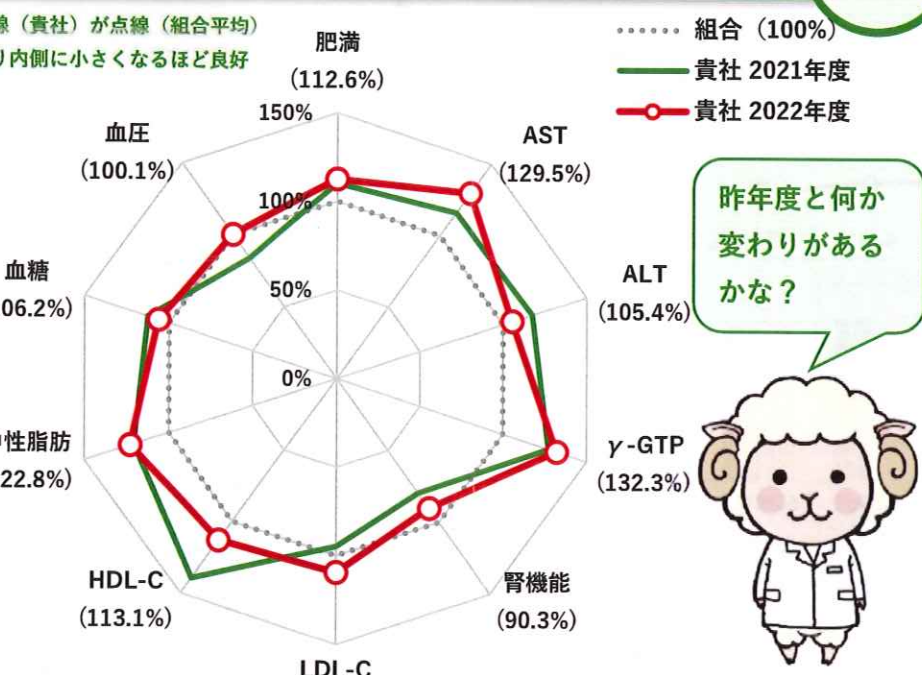 線（貴社）が点線（組合平均）
り内側に小さくなるほど良好
組合（100%）
貴社 2021年度
貴社 2022年度
肥満
（112.6%）
150%
100%
50%
0%
AST
（129.5%）
ALT
（105.4%）
γ-GTP
（132.3%）
腎機能
（90.3%）
LDL-C
HDL-C
（113.1%）
性脂肪
22.8%）
血糖
06.2%）
血圧
（100.1%）
昨年度と何か
変わりがある
かな？